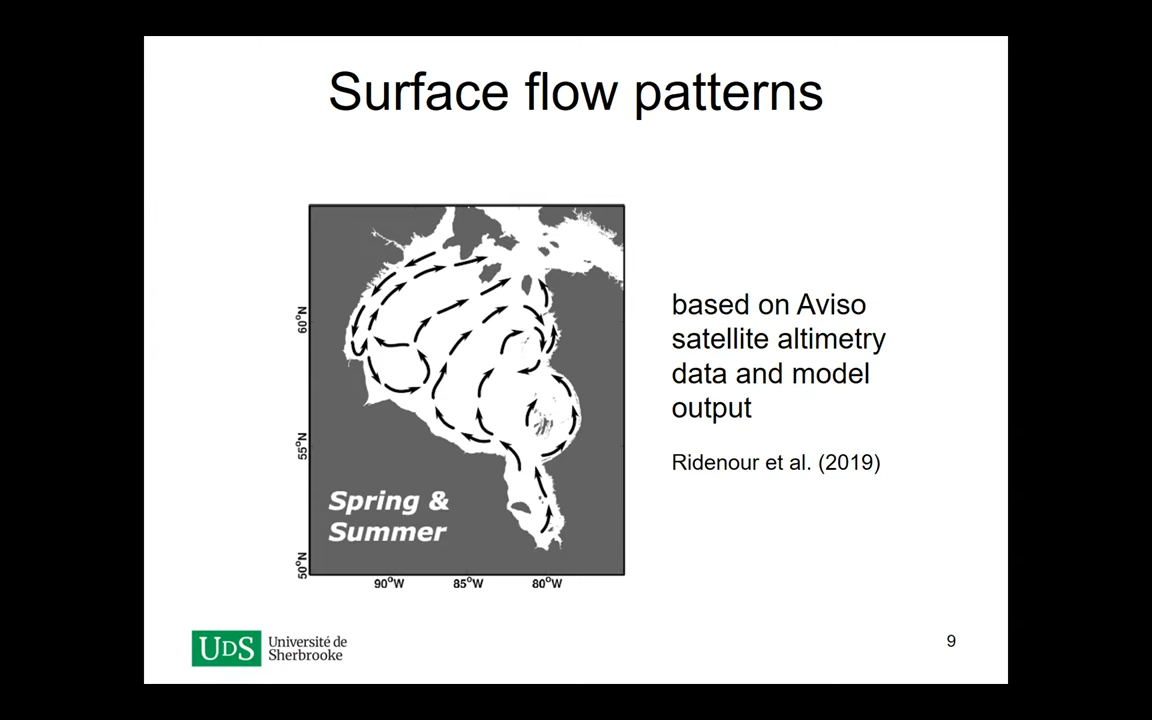 Surface flow patterns
60°N
55°N
50°N
Spring &
Summer
90°W 85°W 80°W
based on Aviso
satellite altimetry
data and model
output
Ridenour et al. (2019)
UDS
Université de
Sherbrooke
9